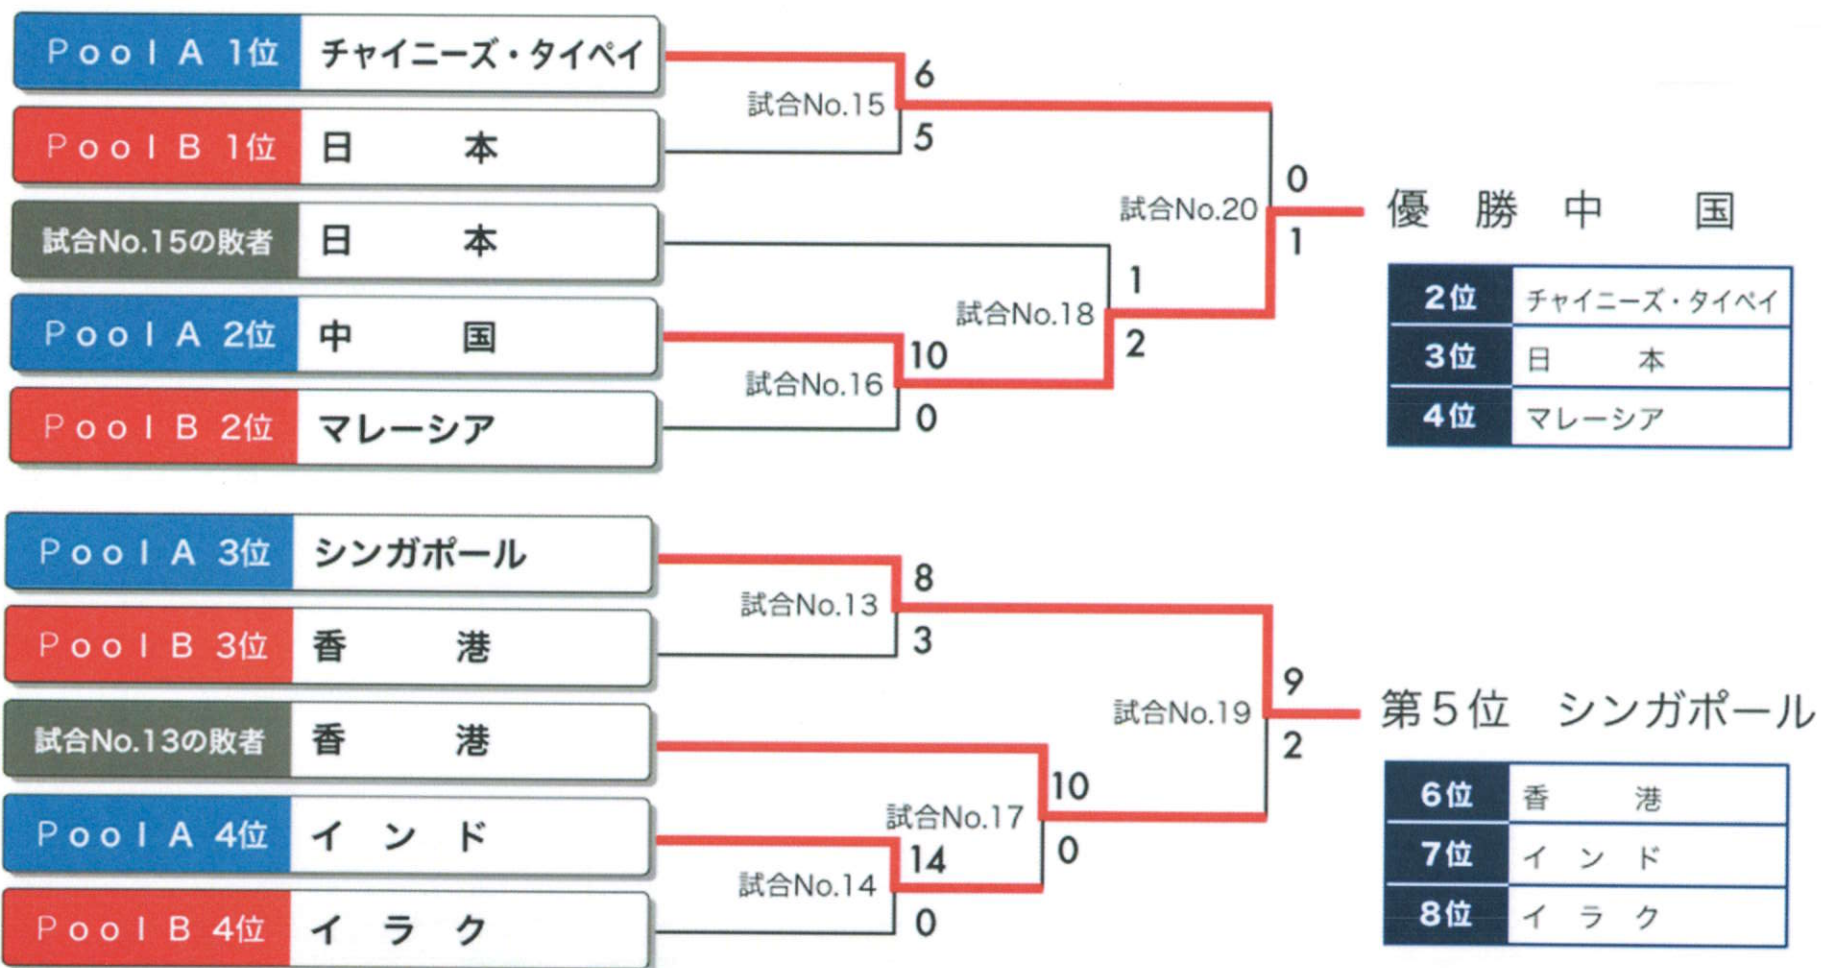 Pool A 1位 チャイニーズ・タイペイ
6
試合No.15
5
Pool B 1位 日本
0
試合No.20
1
優勝 中国
試合No.15の敗者 日本
1
試合No.18
2
2位 チャイニーズ・タイペイ
3位 日本
4位 マレーシア
Pool A 2位 中国
10
試合No.16
0
Pool B 2位 マレーシア
Pool A 3位 シンガポール
8
試合No.13
3
Pool B 3位 香港
9
試合No.19
2
第5位 シンガポール
試合No.13の敗者 香港
10
試合No.17
0
6位 香港
7位 インド
8位 イラク
Pool A 4位 インド
14
試合No.14
0
Pool B 4位 イラク